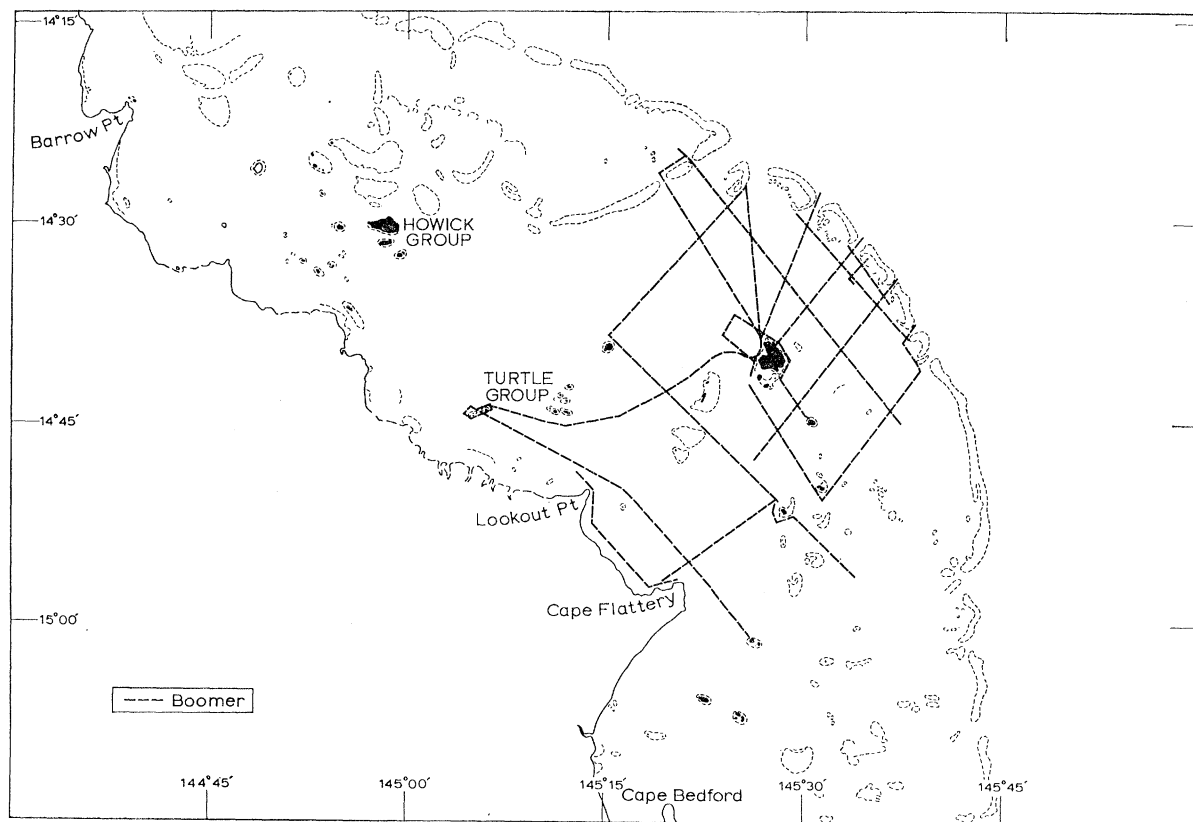 14°15′
Barrow Pt
14°30′
HOWICK
GROUP
TURTLE
GROUP
14°45′
Lookout Pt
Cape Flattery
15°00′
Boomer
144°45′
145°00′
145°15′
145°30′
145°45′
Cape Bedford